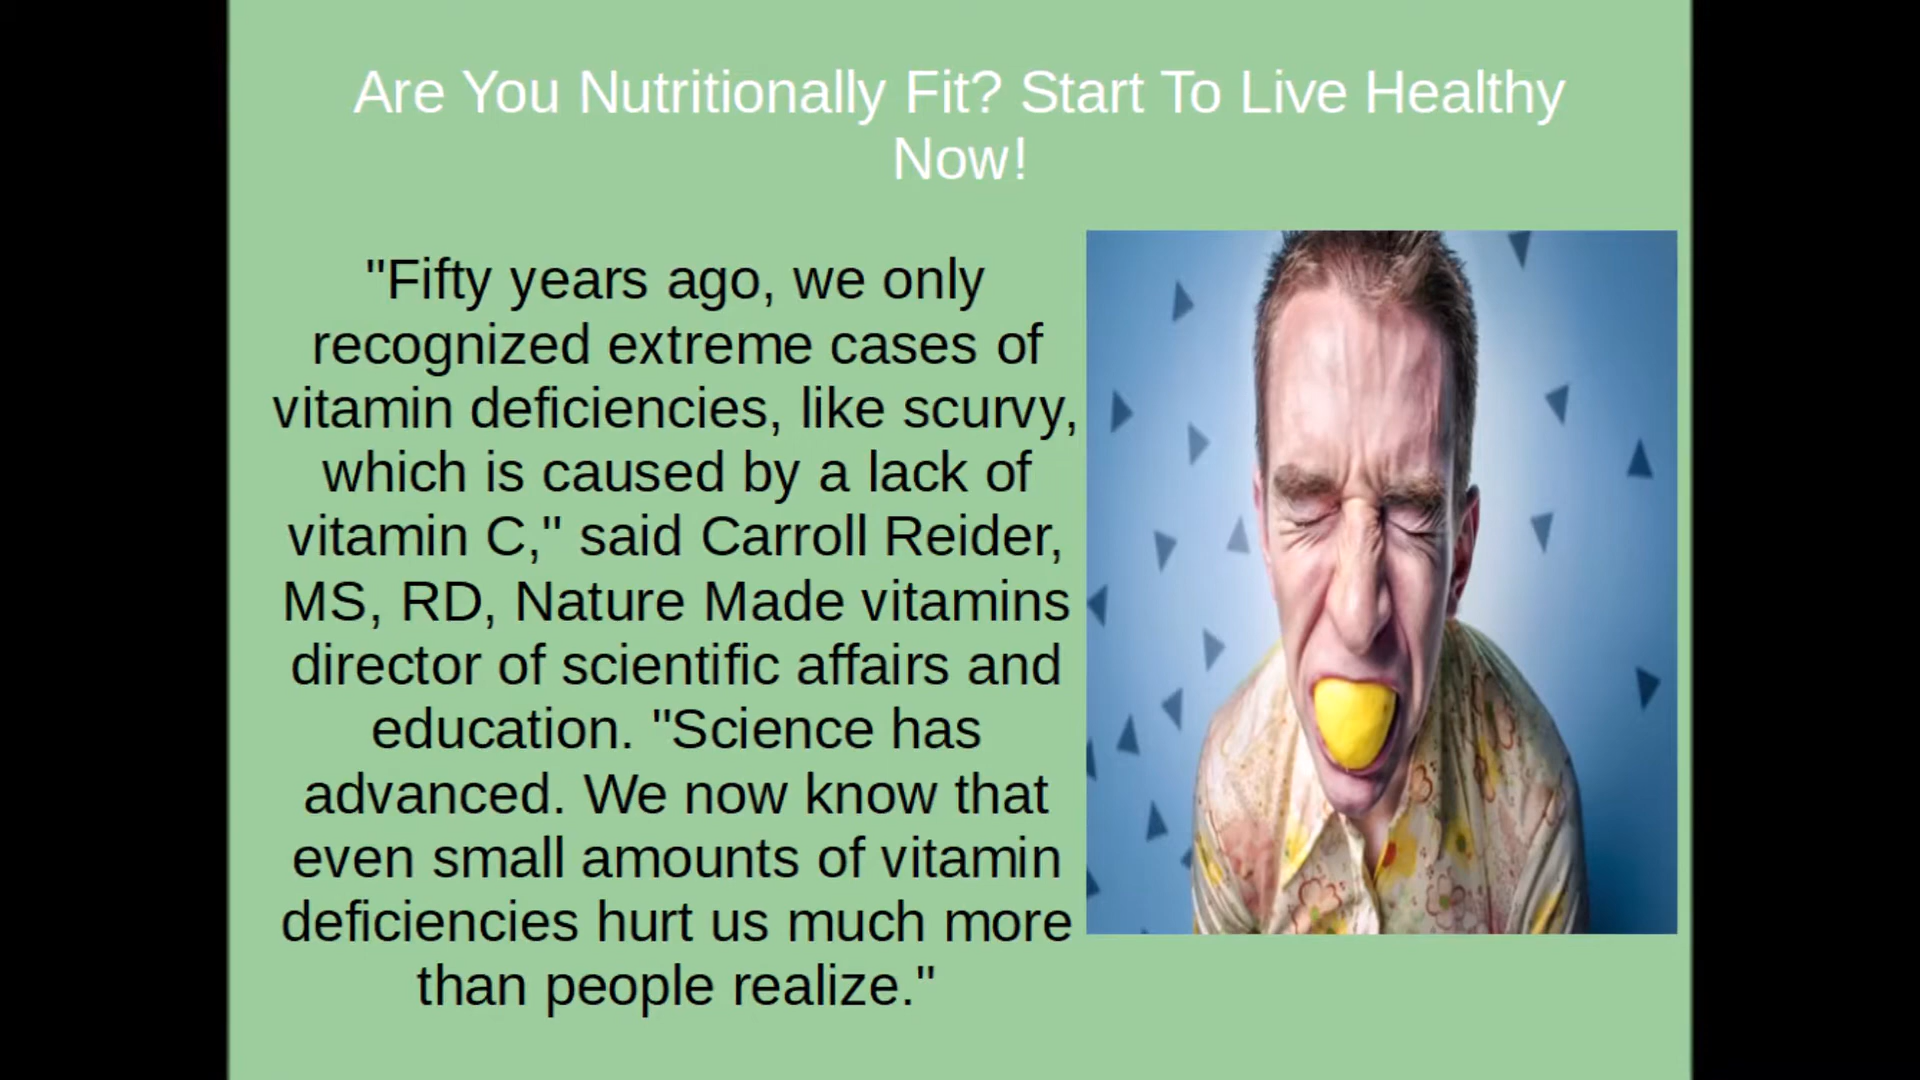 Are You Nutritionally Fit? Start To Live Healthy
Now!
"Fifty years ago, we only
recognized extreme cases of
vitamin deficiencies, like scurvy,
which is caused by a lack of
vitamin C," said Carroll Reider,
MS, RD, Nature Made vitamins
director of scientific affairs and
education. "Science has
advanced. We now know that
even small amounts of vitamin
deficiencies hurt us much more
than people realize."